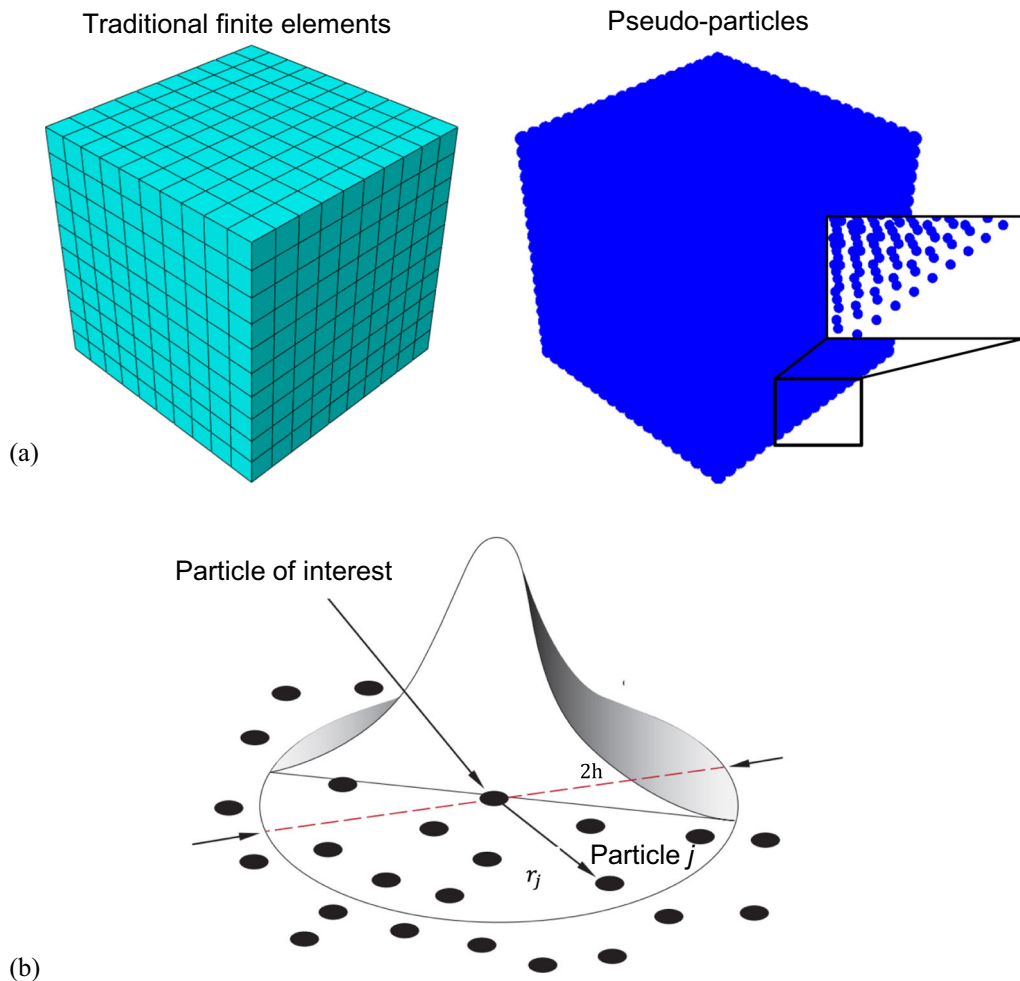 Traditional finite elements
Pseudo-particles
(a)
Particle of interest
2h
Particle j
r_j
(b)